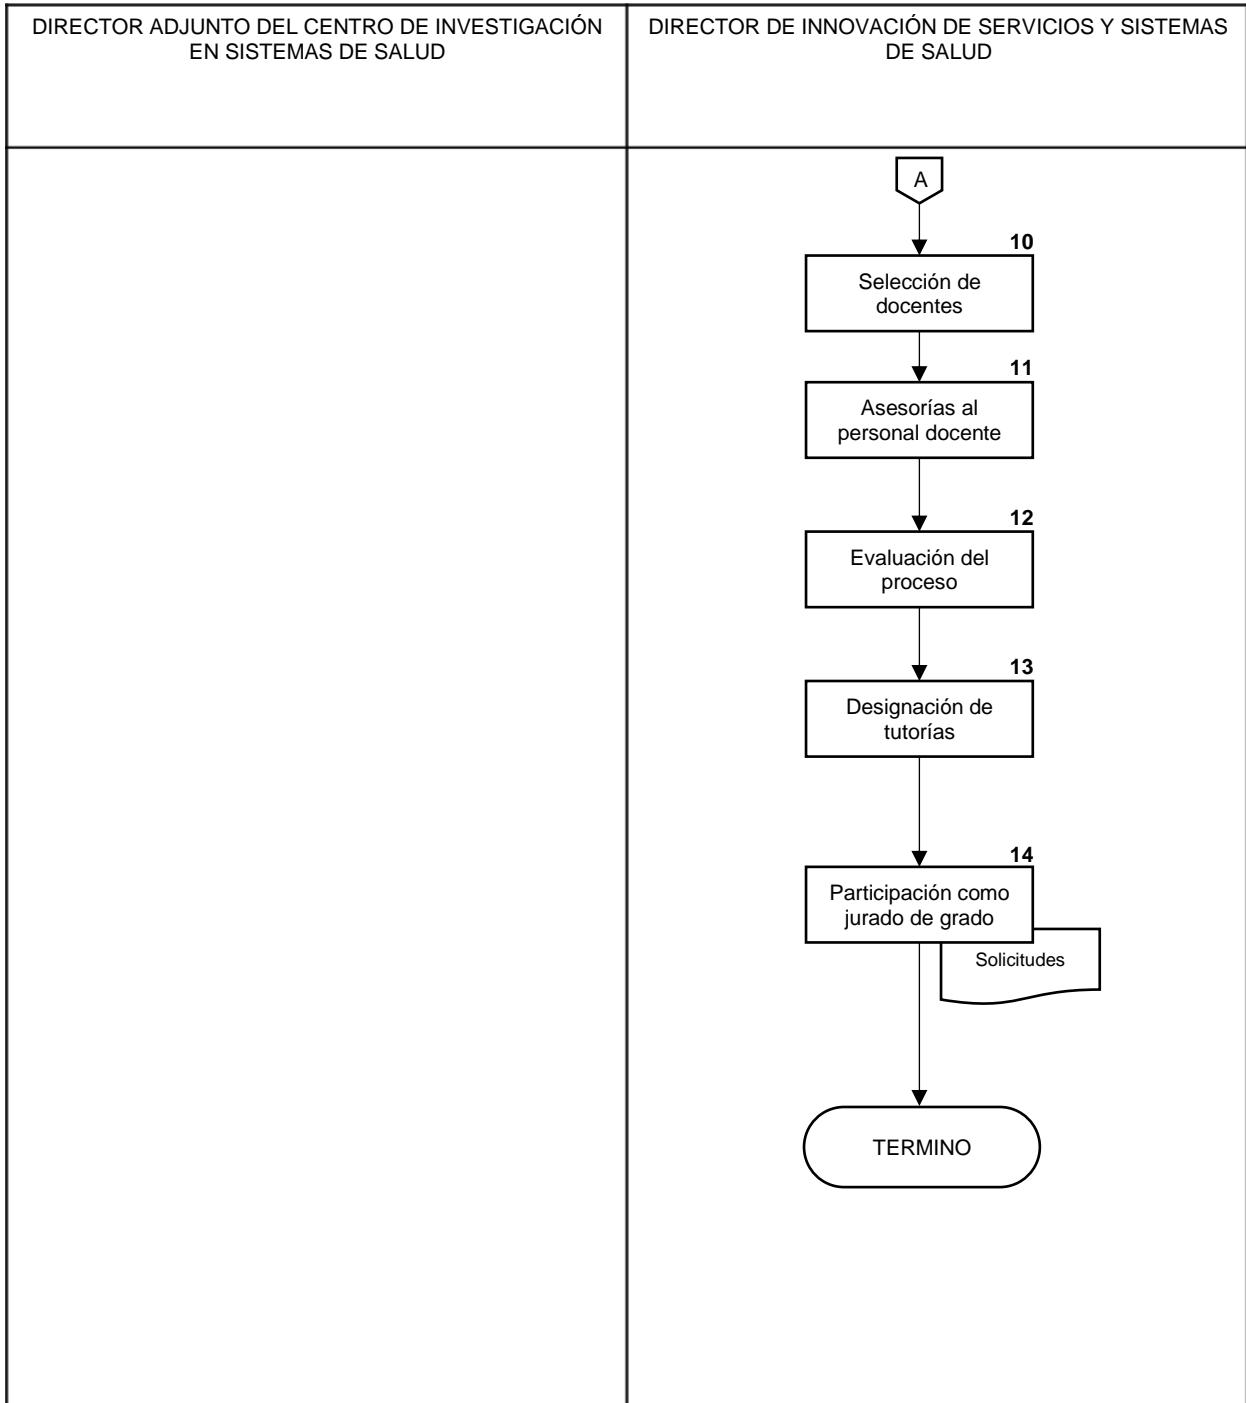 DIRECTOR ADJUNTO DEL CENTRO DE INVESTIGACIÓN
EN SISTEMAS DE SALUD
DIRECTOR DE INNOVACIÓN DE SERVICIOS Y SISTEMAS
DE SALUD
A
10
Selección de
docentes
11
Asesorías al
personal docente
12
Evaluación del
proceso
13
Designación de
tutorías
14
Participación como
jurado de grado
Solicitudes
TERMINO